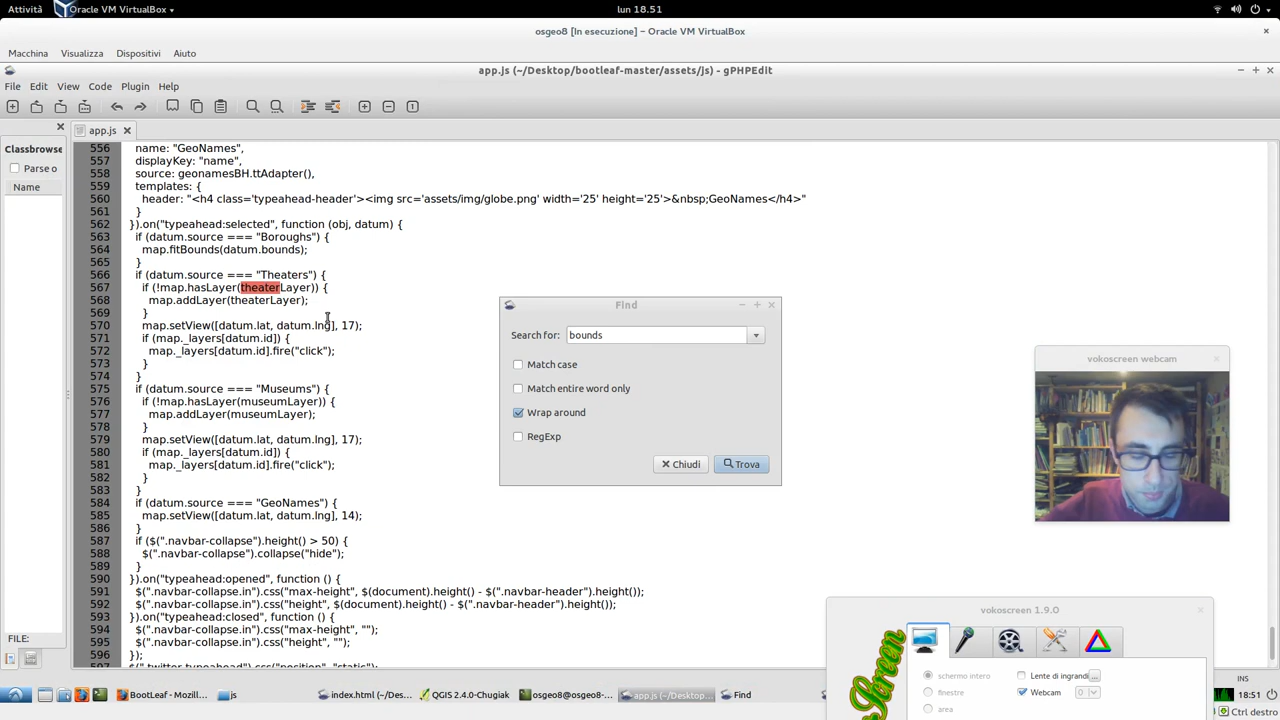 Attività
Oracle VM VirtualBox
lun 18.51
osgeo8 [In esecuzione] – Oracle VM VirtualBox
Macchina Visualizza Dispositivi Aiuto
app.js (~/Desktop/bootleaf-master/assets/js) - gPHPEdit
File Edit View Code Plugin Help
app.js
Classbrowse
Parse o
Name
FILE:
556 name: "GeoNames",
557 displayKey: "name",
558 source: geonamesBH.ttAdapter(),
559 templates: {
560 header: "<h4 class='typeahead-header'><img src='assets/img/globe.png' width='25' height='25'>&nbsp;GeoNames</h4>"
561 }
562 }).on("typeahead:selected", function (obj, datum) {
563 if (datum.source === "Boroughs") {
564 map.fitBounds(datum.bounds);
565 }
566 if (datum.source === "Theaters") {
567 if (!map.hasLayer(theaterLayer)) {
568 map.addLayer(theaterLayer);
569 }
570 map.setView([datum.lat, datum.lng], 17);
571 if (map._layers[datum.id]) {
572 map._layers[datum.id].fire("click");
573 }
574 }
575 if (datum.source === "Museums") {
576 if (!map.hasLayer(museumLayer)) {
577 map.addLayer(museumLayer);
578 }
579 map.setView([datum.lat, datum.lng], 17);
580 if (map._layers[datum.id]) {
581 map._layers[datum.id].fire("click");
582 }
583 }
584 if (datum.source === "GeoNames") {
585 map.setView([datum.lat, datum.lng], 14);
586 }
587 if ($(".navbar-collapse").height() > 50) {
588 $(".navbar-collapse").collapse("hide");
589 }
590 }).on("typeahead:opened", function () {
591 $(".navbar-collapse.in").css("max-height", $(document).height() - $(".navbar-header").height());
592 $(".navbar-collapse.in").css("height", $(document).height() - $(".navbar-header").height());
593 }).on("typeahead:closed", function () {
594 $(".navbar-collapse.in").css("max-height", "");
595 $(".navbar-collapse.in").css("height", "");
596 });
597 $(".twitter-typeahead").css("position", "static");
Find
Search for: bounds
Match case
Match entire word only
Wrap around
RegExp
Chiudi Trova
vokoscreen webcam
vokoscreen 1.9.0
Screen
schermo intero
Lente di ingrandi ...
finestre
Webcam
0
area
INS
BootLeaf - Mozill...
js
index.html (~/Des...
QGIS 2.4.0-Chugiak
osgeo8@osgeo8-...
app.js (~/Desktop...
Find
18:51
Ctrl destro